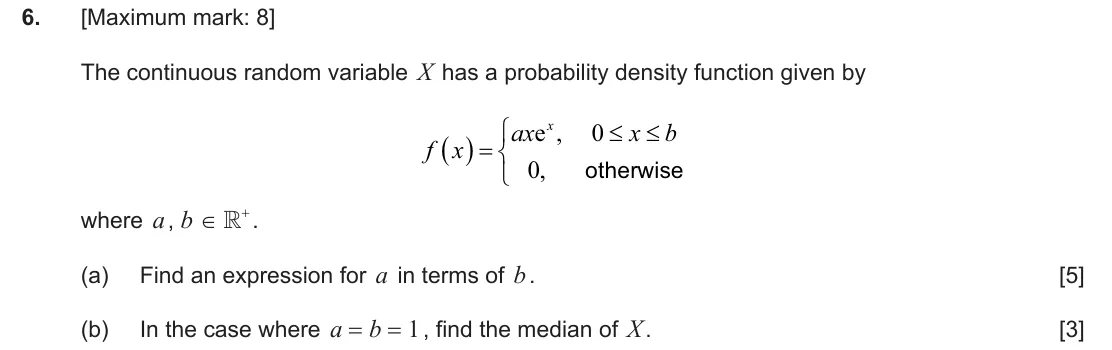 6. [Maximum mark: 8]
The continuous random variable X has a probability density function given by
f(x) = { axeˣ, 0 ≤ x ≤ b
0, otherwise
where a, b ∈ ℝ⁺.
(a) Find an expression for a in terms of b. [5]
(b) In the case where a = b = 1, find the median of X. [3]